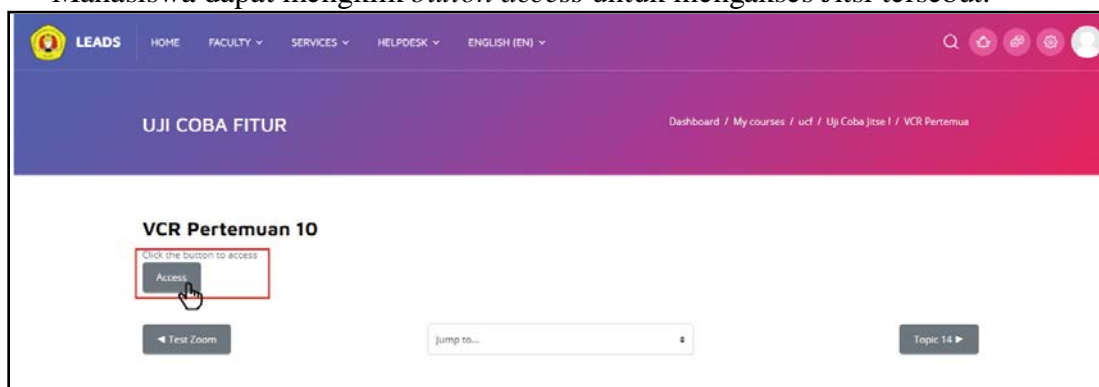 Mahasiswa dapat mengklik button access untuk mengakses Jitsi tersebut.
LEADS HOME FACULTY SERVICES HELPDESK ENGLISH (EN)
UJI COBA FITUR Dashboard / My courses / ucf / Uji Coba Jitse ! / VCR Pertemua
VCR Pertemuan 10
Click the button to access
Access
◄ Test Zoom Jump to... Topic 14 ►